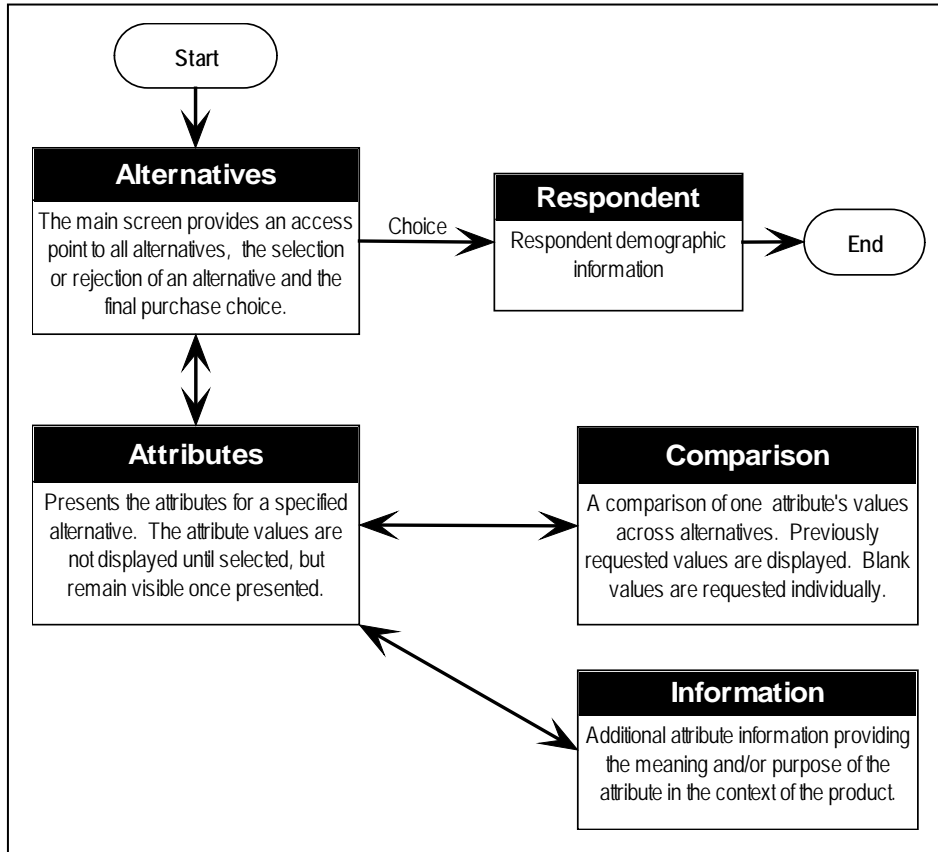 Start
Alternatives
The main screen provides an access
point to all alternatives, the selection
or rejection of an alternative and the
final purchase choice.
Choice
Respondent
Respondent demographic
information
End
Attributes
Presents the attributes for a specified
alternative. The attribute values are
not displayed until selected, but
remain visible once presented.
Comparison
A comparison of one attribute's values
across alternatives. Previously
requested values are displayed. Blank
values are requested individually.
Information
Additional attribute information providing
the meaning and/or purpose of the
attribute in the context of the product.